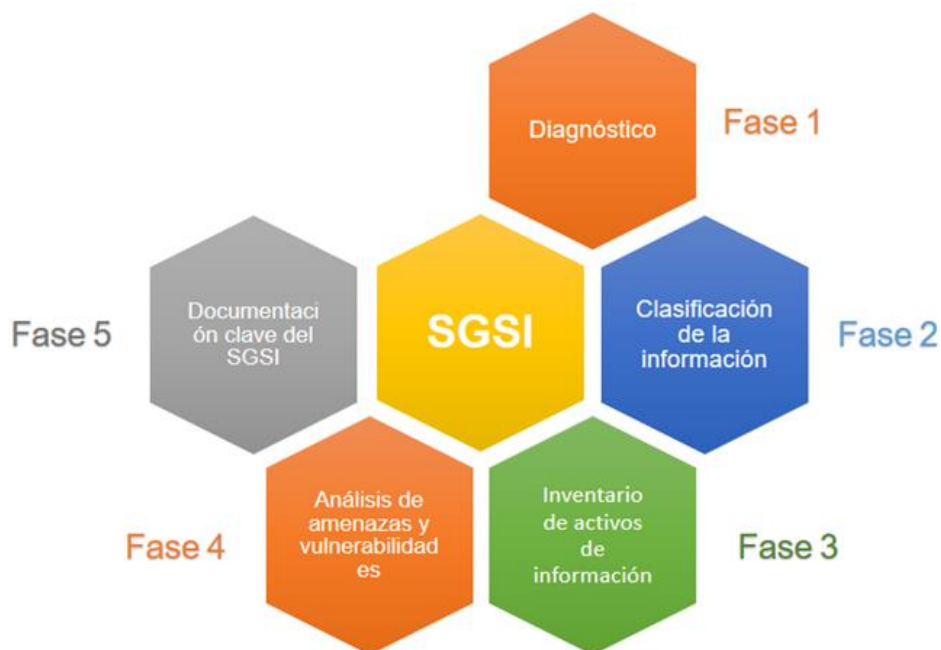 Diagnóstico
Fase 1
Clasificación
de la
información
Fase 2
Inventario
de activos
de
información
Fase 3
Análisis de
amenazas y
vulnerabilidad
es
Fase 4
Documentaci
ón clave del
SGSI
Fase 5
SGSI